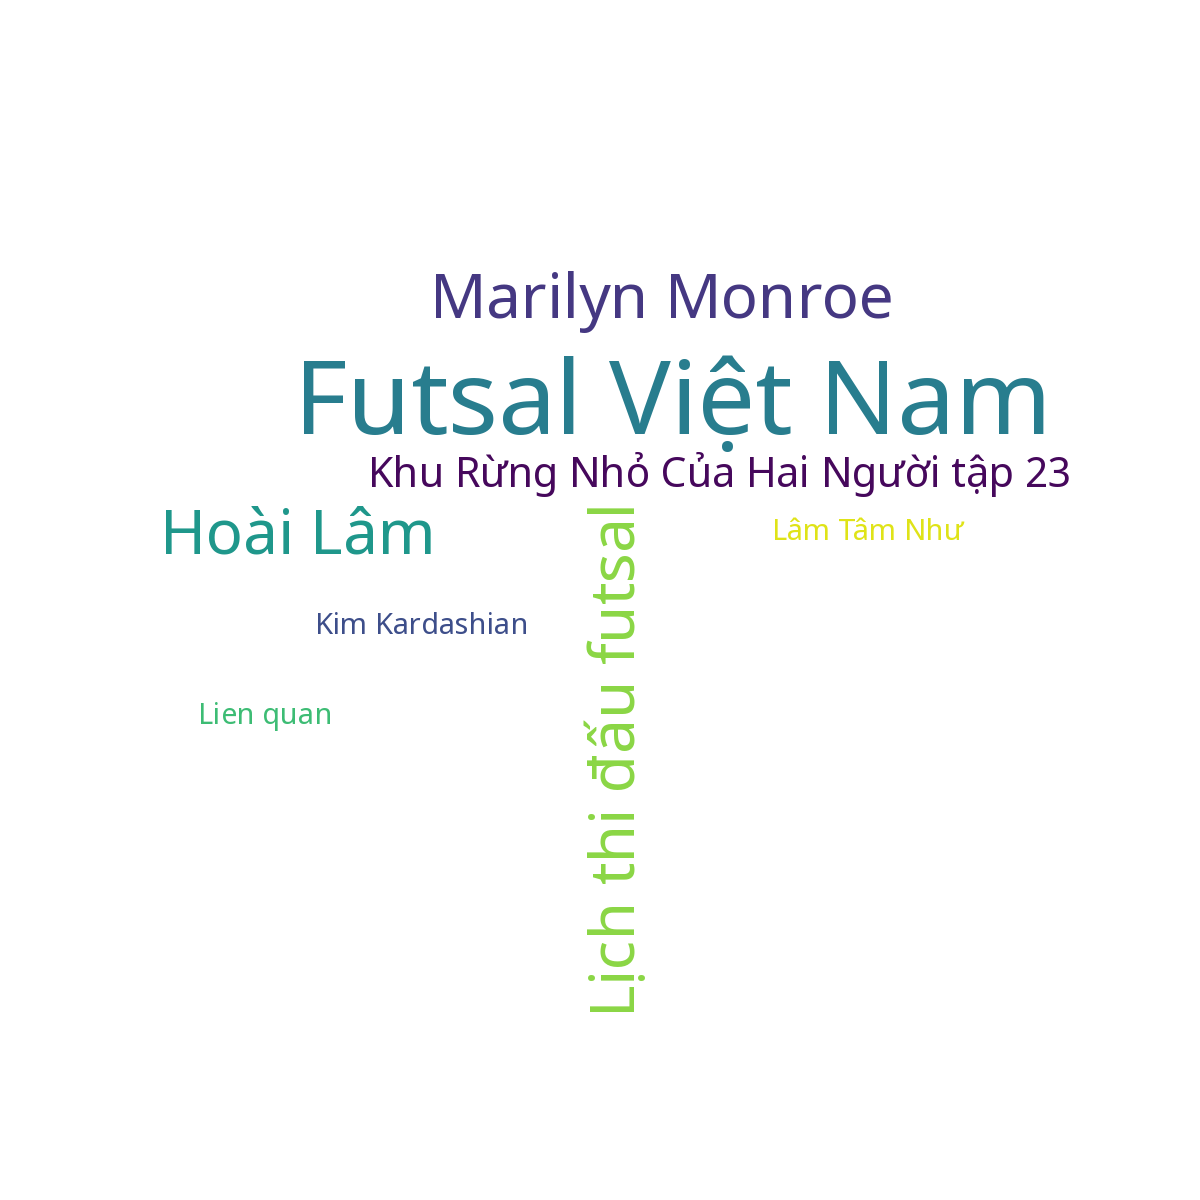 Marilyn Monroe
Futsal Việt Nam
Khu Rừng Nhỏ Của Hai Người tập 23
Hoài Lâm
Lâm Tâm Như
Lịch thi đấu futsal
Kim Kardashian
Lien quan